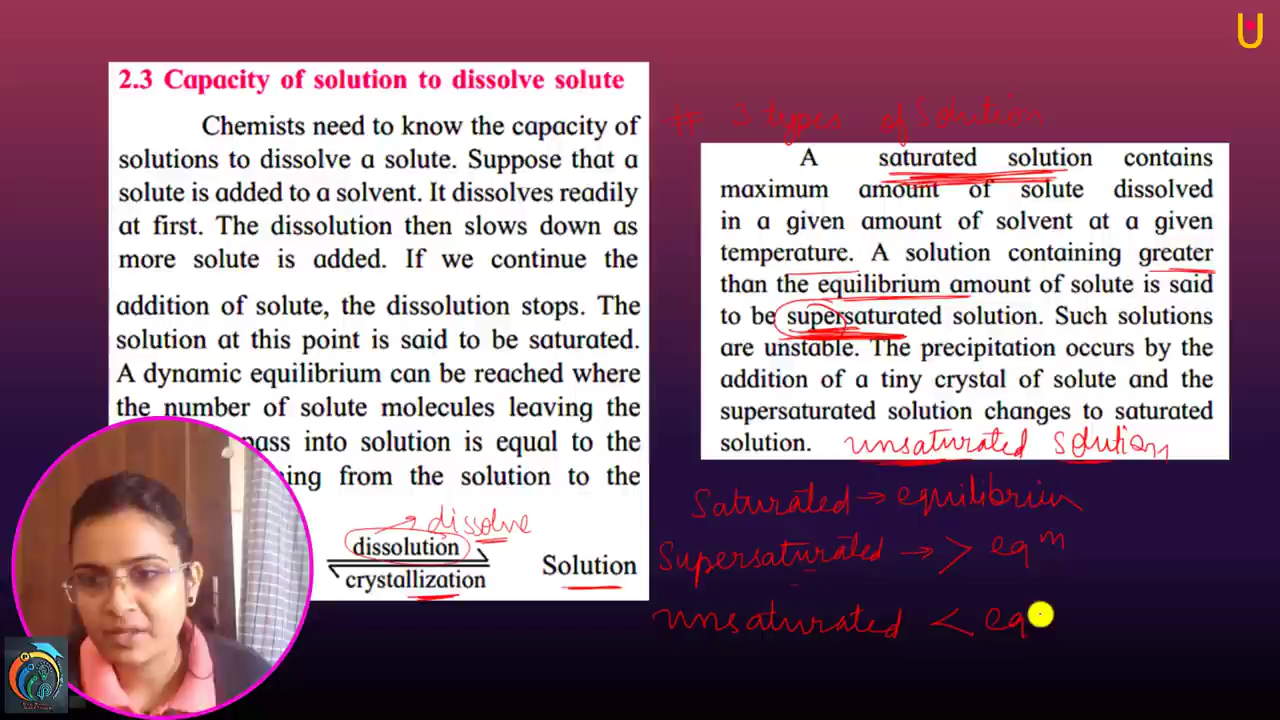 U
2.3 Capacity of solution to dissolve solute
Chemists need to know the capacity of
solutions to dissolve a solute. Suppose that a
solute is added to a solvent. It dissolves readily
at first. The dissolution then slows down as
more solute is added. If we continue the
addition of solute, the dissolution stops. The
solution at this point is said to be saturated.
A dynamic equilibrium can be reached where
the number of solute molecules leaving the
pass into solution is equal to the
from the solution to the
dissolve
dissolution
crystallization
Solution
# 3 types of Solution
A saturated solution contains
maximum amount of solute dissolved
in a given amount of solvent at a given
temperature. A solution containing greater
than the equilibrium amount of solute is said
to be supersaturated solution. Such solutions
are unstable. The precipitation occurs by the
addition of a tiny crystal of solute and the
supersaturated solution changes to saturated
solution. unsaturated solution
Saturated → equilibrium
Supersaturated → > eqm
unsaturated < eq